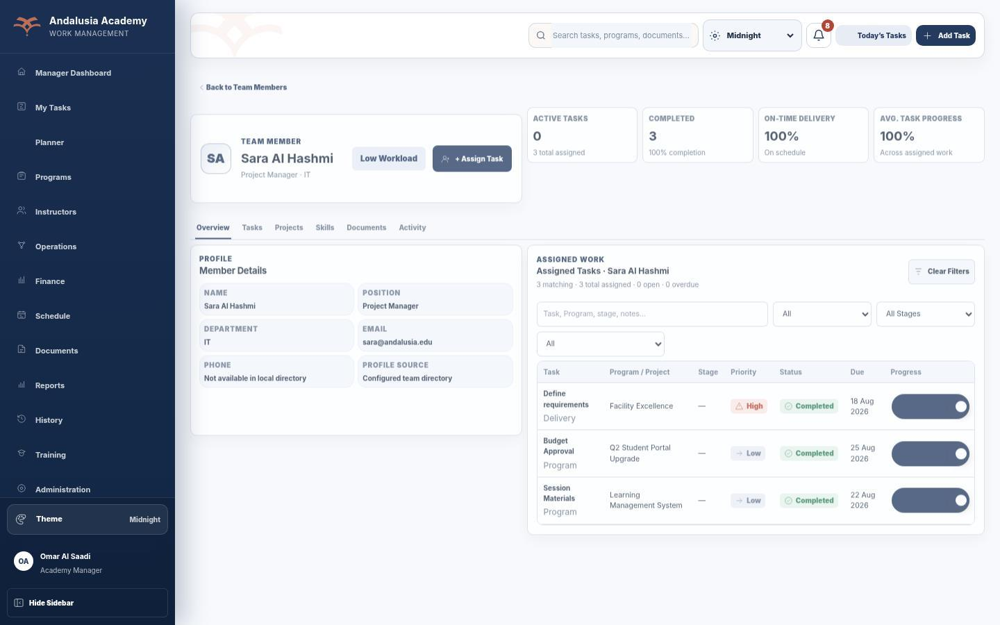 Andalusia Academy
WORK MANAGEMENT
Manager Dashboard
My Tasks
Planner
Programs
Instructors
Operations
Finance
Schedule
Documents
Reports
History
Training
Administration
Theme
Midnight
OA
Omar Al Saadi
Academy Manager
Hide Sidebar
Search tasks, programs, documents...
Midnight
8
Today's Tasks
Add Task
Back to Team Members
SA
TEAM MEMBER
Sara Al Hashmi
Project Manager · IT
Low Workload
+ Assign Task
ACTIVE TASKS
0
3 total assigned
COMPLETED
3
100% completion
ON-TIME DELIVERY
100%
On schedule
AVG. TASK PROGRESS
100%
Across assigned work
Overview
Tasks
Projects
Skills
Documents
Activity
PROFILE
Member Details
NAME
Sara Al Hashmi
POSITION
Project Manager
DEPARTMENT
IT
EMAIL
sara@andalusia.edu
PHONE
Not available in local directory
PROFILE SOURCE
Configured team directory
ASSIGNED WORK
Assigned Tasks · Sara Al Hashmi
3 matching · 3 total assigned · 0 open · 0 overdue
Clear Filters
Task, Program, stage, notes...
All
All Stages
All
Task
Program / Project
Stage
Priority
Status
Due
Progress
Define
requirements
Delivery
Facility Excellence
—
High
Completed
18 Aug
2026
Budget
Approval
Program
Q2 Student Portal
Upgrade
—
Low
Completed
25 Aug
2026
Session
Materials
Program
Learning
Management System
—
Low
Completed
22 Aug
2026